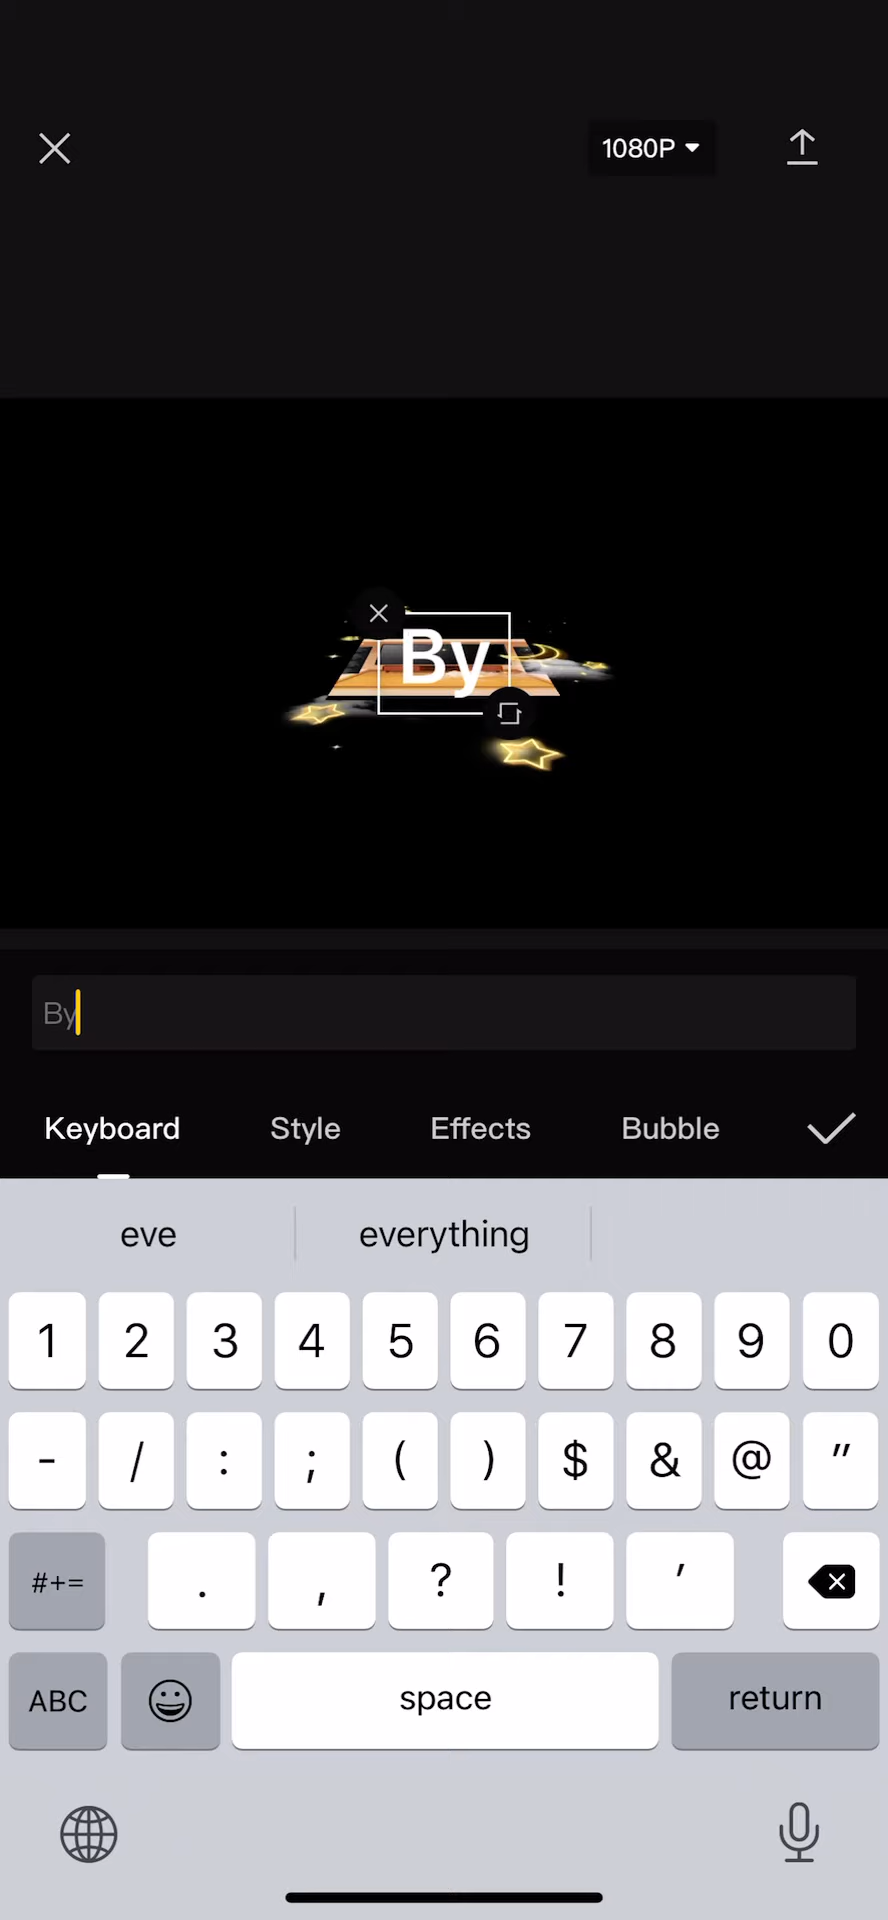 1080P
By
By
Keyboard Style Effects Bubble
eve everything
1 2 3 4 5 6 7 8 9 0
- / : ; ( ) $ & @ "
#+= . , ? ! '
ABC space return